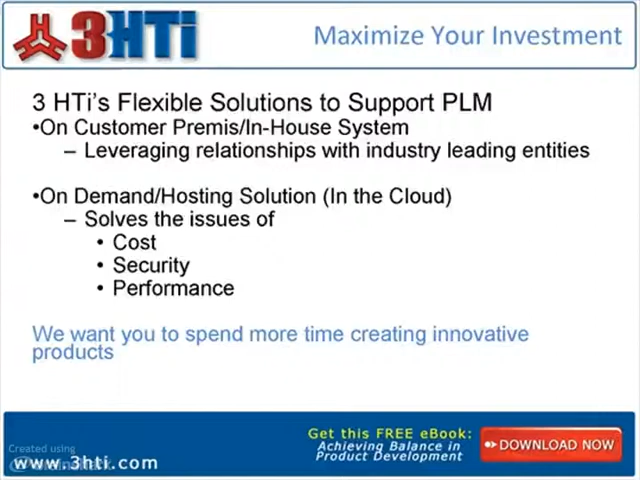 3HTi
Maximize Your Investment
3 HTi's Flexible Solutions to Support PLM
•On Customer Premis/In-House System
– Leveraging relationships with industry leading entities
•On Demand/Hosting Solution (In the Cloud)
– Solves the issues of
• Cost
• Security
• Performance
We want you to spend more time creating innovative
products
Get this FREE eBook:
Achieving Balance in
Product Development
DOWNLOAD NOW
Created using
www.3hti.com